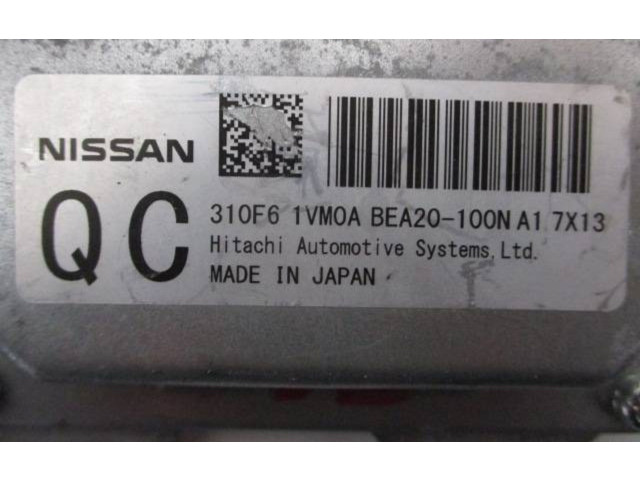 NISSAN
QC
310F6 1VM0A BEA20-100N A1 7X13
Hitachi Automotive Systems,Ltd.
MADE IN JAPAN